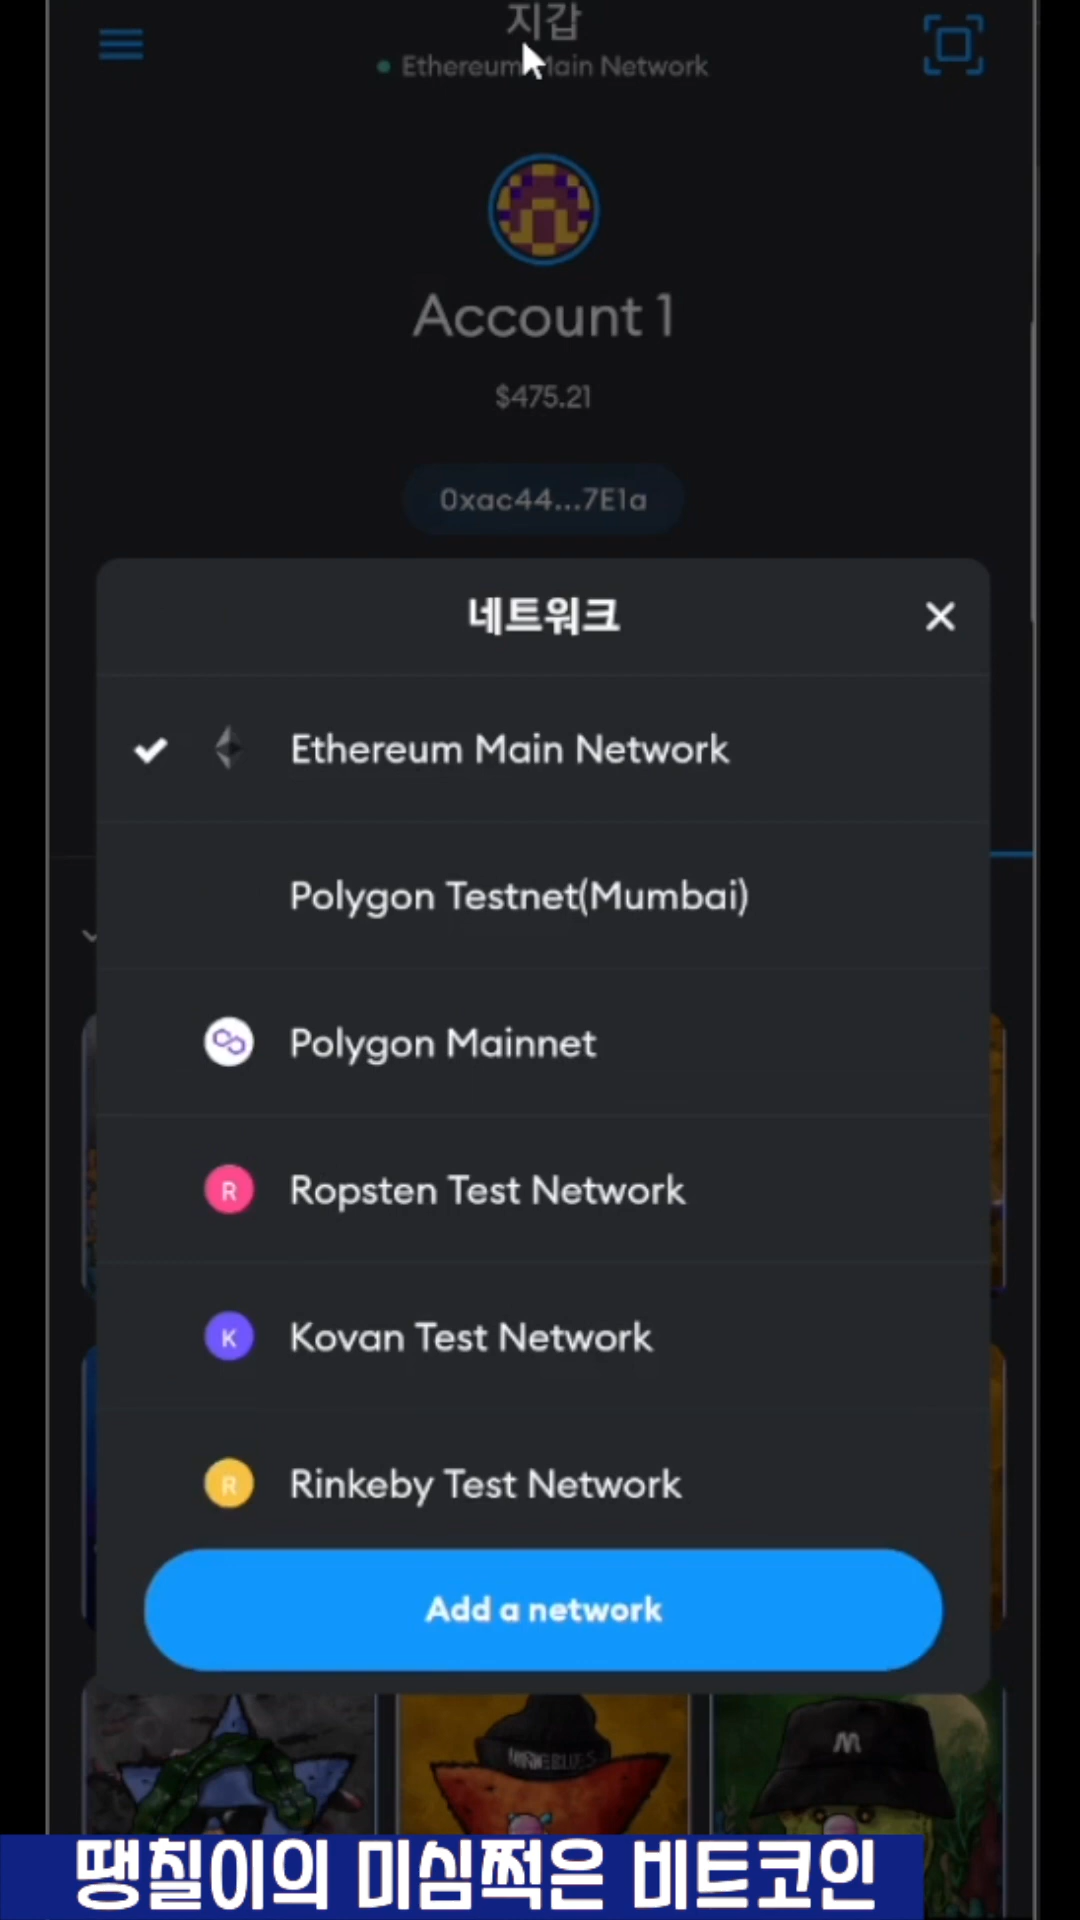 지갑
Ethereum Main Network
Account 1
$475.21
0xac44...7E1a
네트워크
Ethereum Main Network
Polygon Testnet(Mumbai)
Polygon Mainnet
R
Ropsten Test Network
K
Kovan Test Network
R
Rinkeby Test Network
Add a network
M
땡칠이의 미심쩍은 비트코인